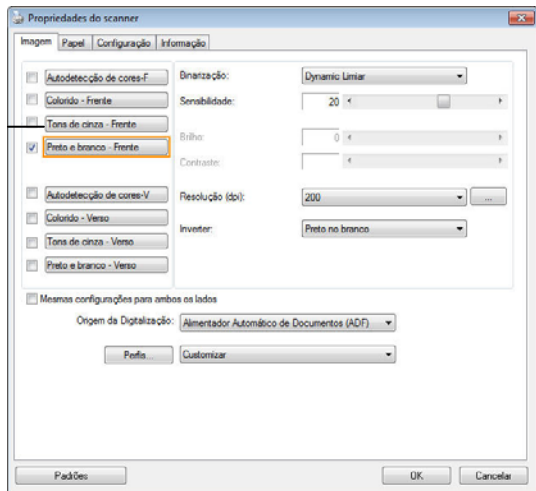 Propriedades do scanner
Imagem Papel Configuração Informação
Autodetecção de cores-F
Colorido - Frente
Tons de cinza - Frente
Preto e branco - Frente
Autodetecção de cores-V
Colorido - Verso
Tons de cinza - Verso
Preto e branco - Verso
Binarização: Dynamic Limiar
Sensibilidade: 20
Brilho: 0
Contraste:
Resolução (dpi): 200 ...
Inverter: Preto no branco
Mesmas configurações para ambos os lados
Origem da Digitalização: Alimentador Automático de Documentos (ADF)
Perfis... Customizar
Padrões OK Cancelar